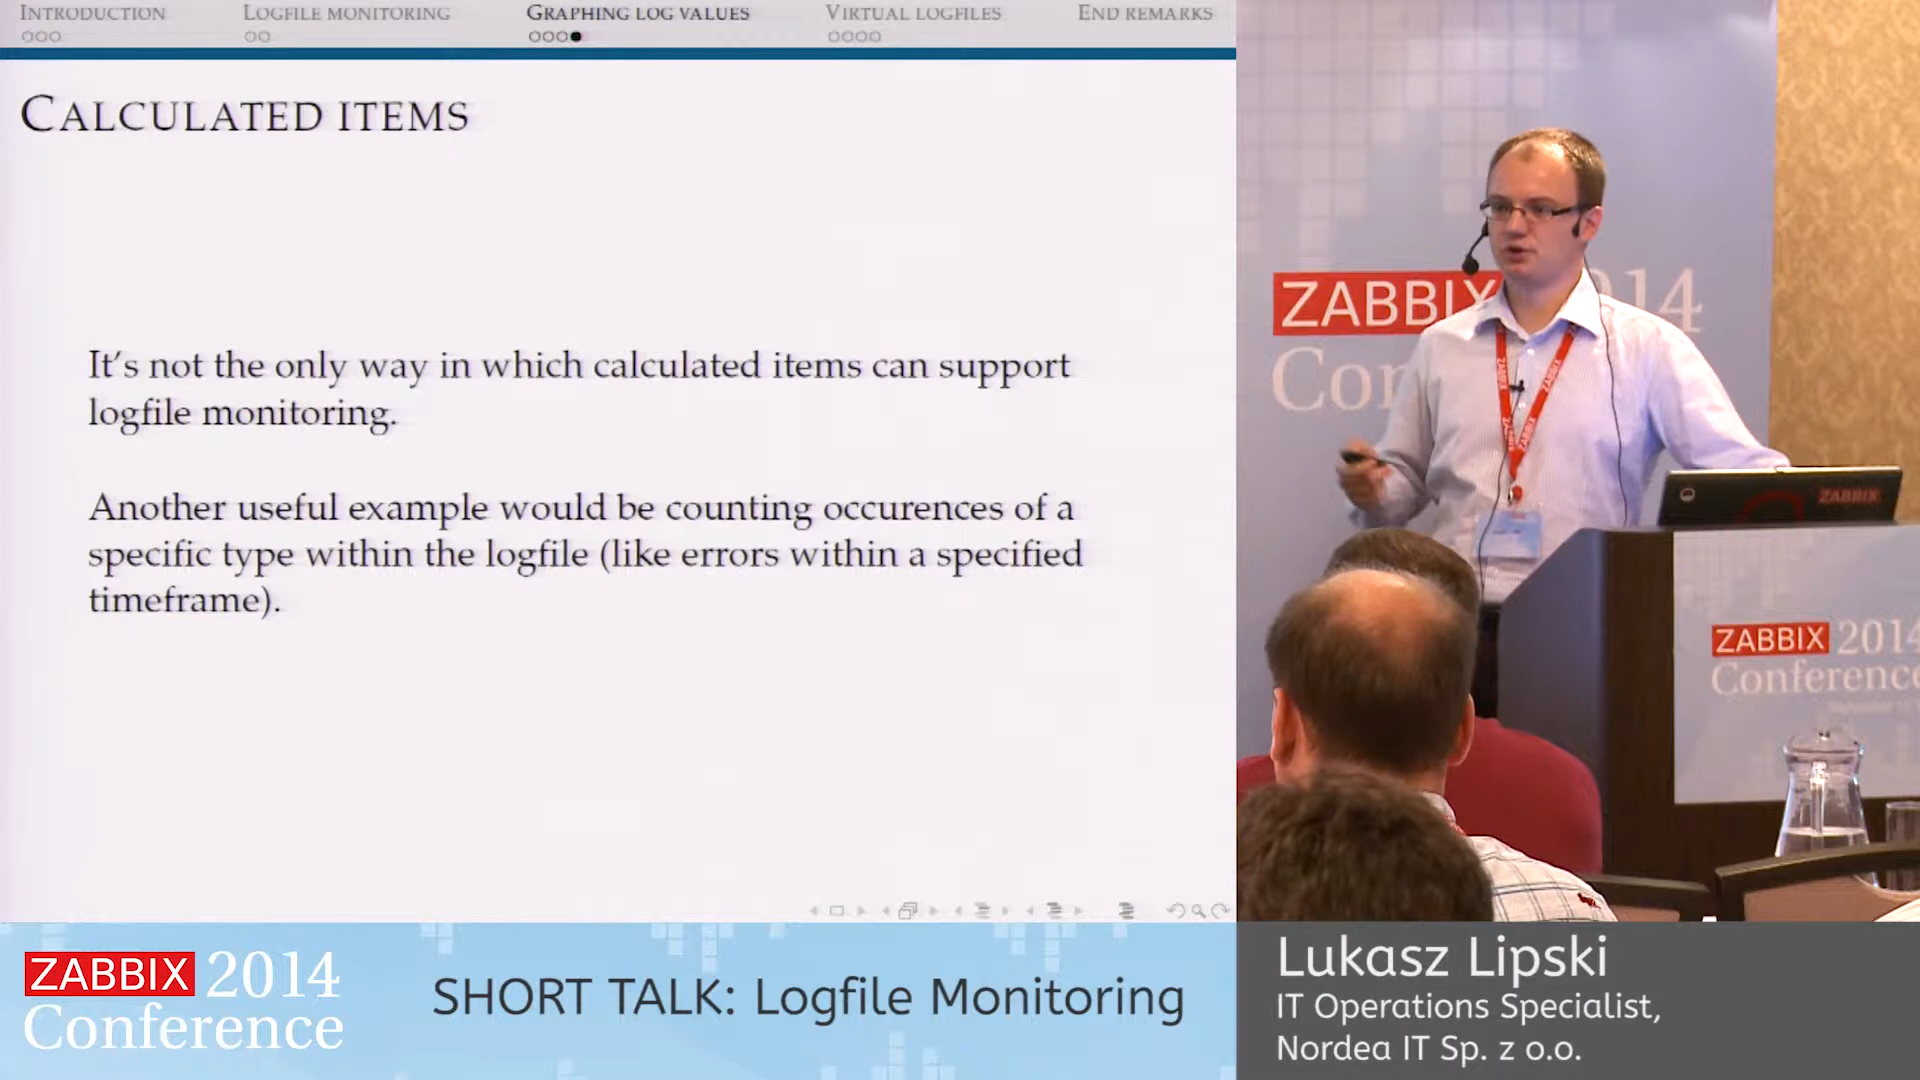 INTRODUCTION
LOGFILE MONITORING
GRAPHING LOG VALUES
VIRTUAL LOGFILES
END REMARKS
CALCULATED ITEMS
It's not the only way in which calculated items can support
logfile monitoring.
Another useful example would be counting occurences of a
specific type within the logfile (like errors within a specified
timeframe).
ZABBIX 2014
Conference
SHORT TALK: Logfile Monitoring
Lukasz Lipski
IT Operations Specialist,
Nordea IT Sp. z o.o.
ZABBIX
ZABBIX
ZABBIX
ZABBIX 2014
Conference